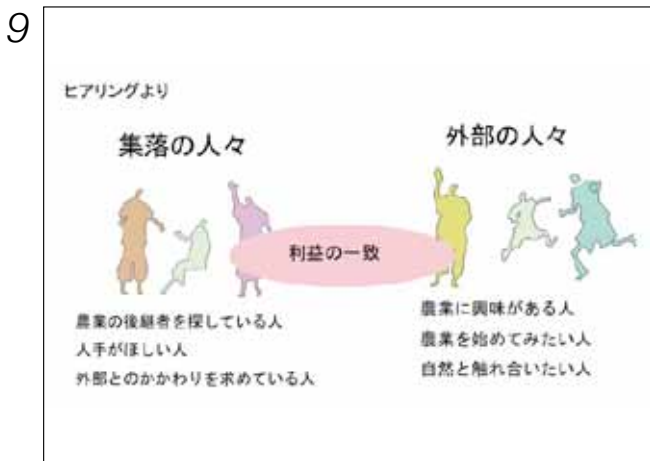 9
ヒアリングより
集落の人々
外部の人々
利益の一致
農業の後継者を探している人
人手がほしい人
外部とのかかわりを求めている人
農業に興味がある人
農業を始めてみたい人
自然と触れ合いたい人